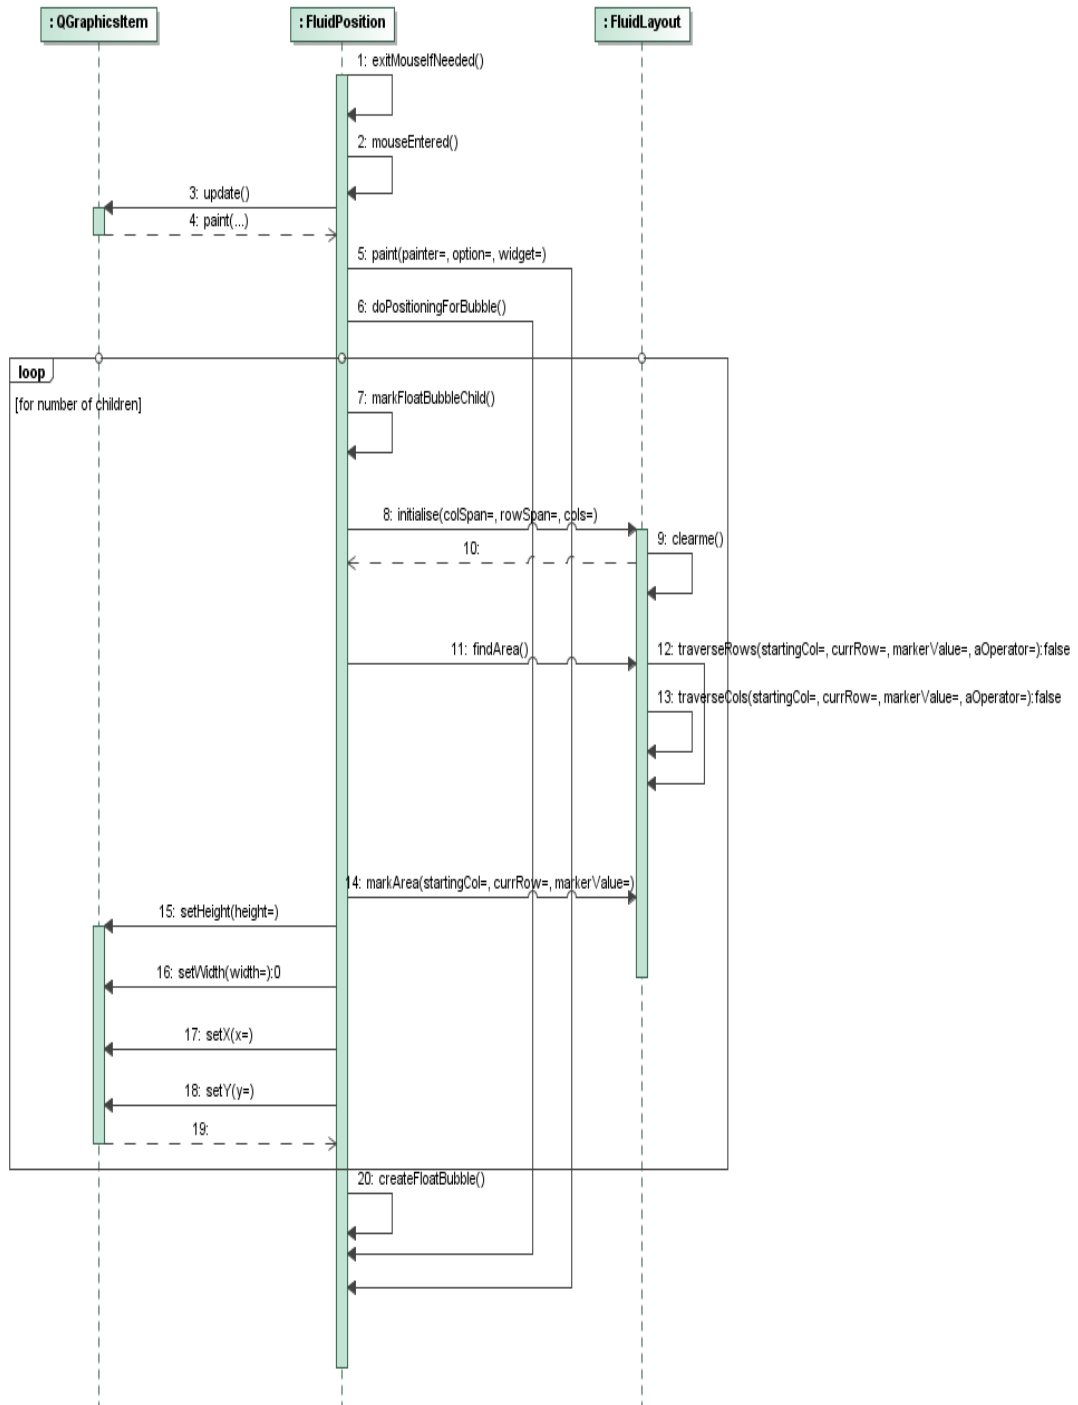 : QGraphicsItem
: FluidPosition
: FluidLayout
1: exitMouseIfNeeded()
2: mouseEntered()
3: update()
4: paint(...)
5: paint(painter=, option=, widget=)
6: doPositioningForBubble()
loop
[for number of children]
7: markFloatBubbleChild()
8: initialise(colSpan=, rowSpan=, cols=)
9: clearme()
10:
11: findArea()
12: traverseRows(startingCol=, currRow=, markerValue=, aOperator=):false
13: traverseCols(startingCol=, currRow=, markerValue=, aOperator=):false
14: markArea(startingCol=, currRow=, markerValue=)
15: setHeight(height=)
16: setWidth(width=):0
17: setX(x=)
18: setY(y=)
19:
20: createFloatBubble()